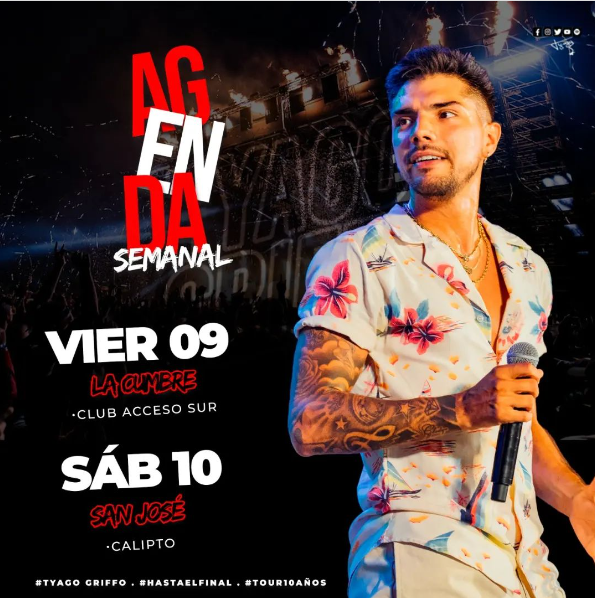 AG
EN
DA
SEMANAL
VIER 09
LA CUMBRE
•CLUB ACCESO SUR
SÁB 10
SAN JOSÉ
•CALIPTO
#TYAGO GRIFFO . #HASTAELFINAL . #TOUR10AÑOS